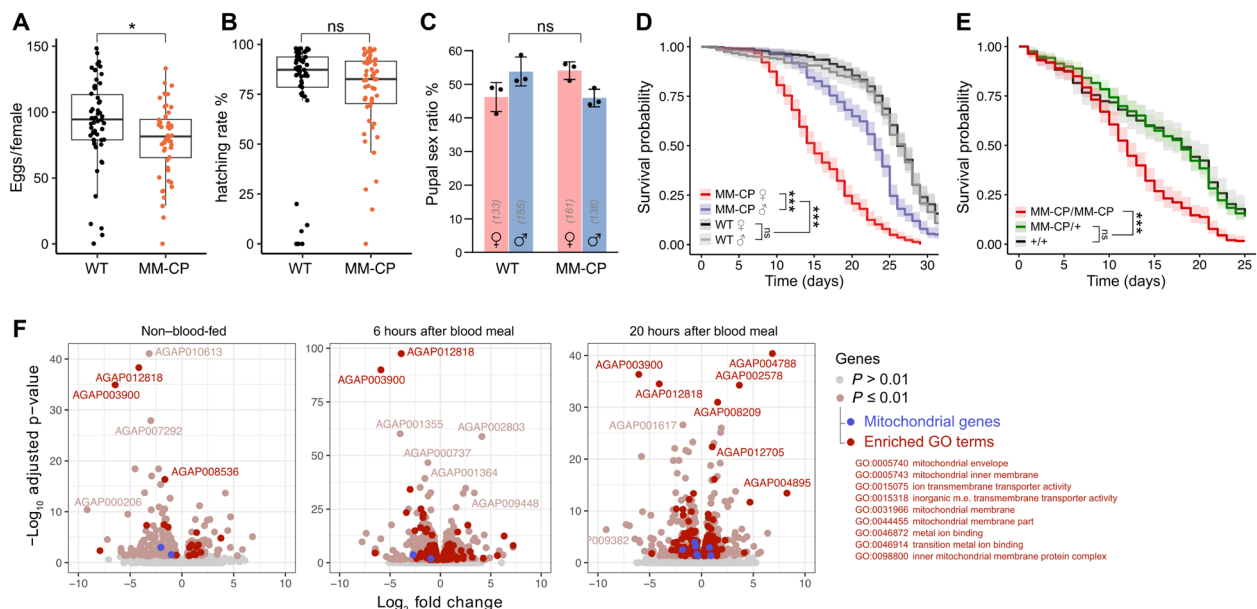 A
*
Eggs/female
150
100
50
0
WT
MM-CP
B
ns
hatching rate %
100
75
50
25
0
WT
MM-CP
C
ns
Pupal sex ratio %
60
50
40
30
20
10
0
(133)
(155)
(161)
(136)
♀
♂
♀
♂
WT
MM-CP
D
Survival probability
1.00
0.75
0.50
0.25
0.00
MM-CP ♀
MM-CP ♂
WT ♀
WT ♂
***
ns
***
0 5 10 15 20 25 30
Time (days)
E
Survival probability
1.00
0.75
0.50
0.25
0.00
MM-CP/MM-CP
MM-CP/+
+/+
ns
***
0 5 10 15 20 25
Time (days)
F
−Log10 adjusted p-value
Non–blood-fed
40
30
20
10
0
AGAP010613
AGAP012818
AGAP003900
AGAP007292
AGAP008536
AGAP000206
−10 −5 0 5 10
6 hours after blood meal
100
75
50
25
0
AGAP012818
AGAP003900
AGAP001355
AGAP002803
AGAP000737
AGAP001364
AGAP009448
−10 −5 0 5 10
Log2 fold change
20 hours after blood meal
40
30
20
10
0
AGAP003900
AGAP004788
AGAP002578
AGAP012818
AGAP008209
AGAP001617
AGAP012705
AGAP004895
P009382
−10 −5 0 5 10
Genes
P > 0.01
P ≤ 0.01
Mitochondrial genes
Enriched GO terms
GO:0005740 mitochondrial envelope
GO:0005743 mitochondrial inner membrane
GO:0015075 ion transmembrane transporter activity
GO:0015318 inorganic m.e. transmembrane transporter activity
GO:0031966 mitochondrial membrane
GO:0044455 mitochondrial membrane part
GO:0046872 metal ion binding
GO:0046914 transition metal ion binding
GO:0098800 inner mitochondrial membrane protein complex